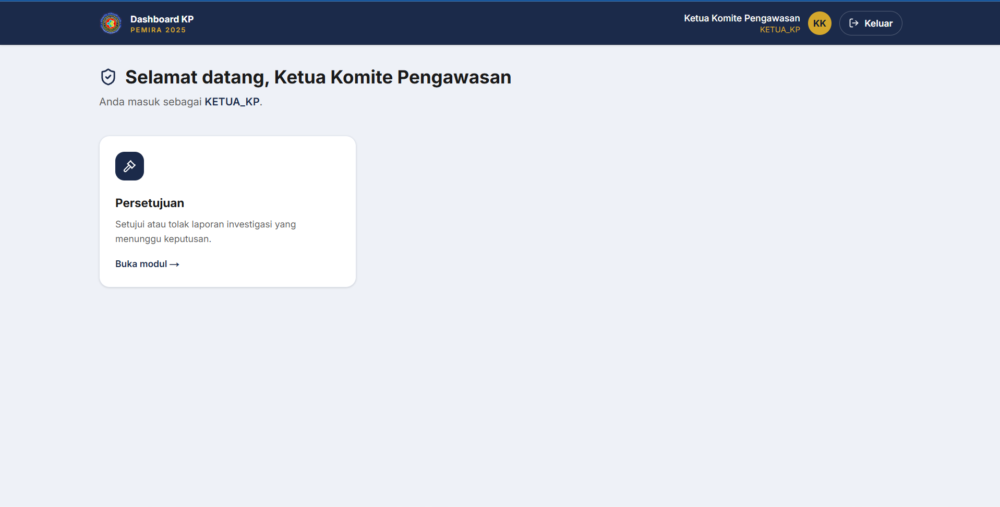 Dashboard KP
PEMIRA 2025
Ketua Komite Pengawasan
KETUA_KP
KK
Keluar
Selamat datang, Ketua Komite Pengawasan
Anda masuk sebagai KETUA_KP.
Persetujuan
Setujui atau tolak laporan investigasi yang
menunggu keputusan.
Buka modul →